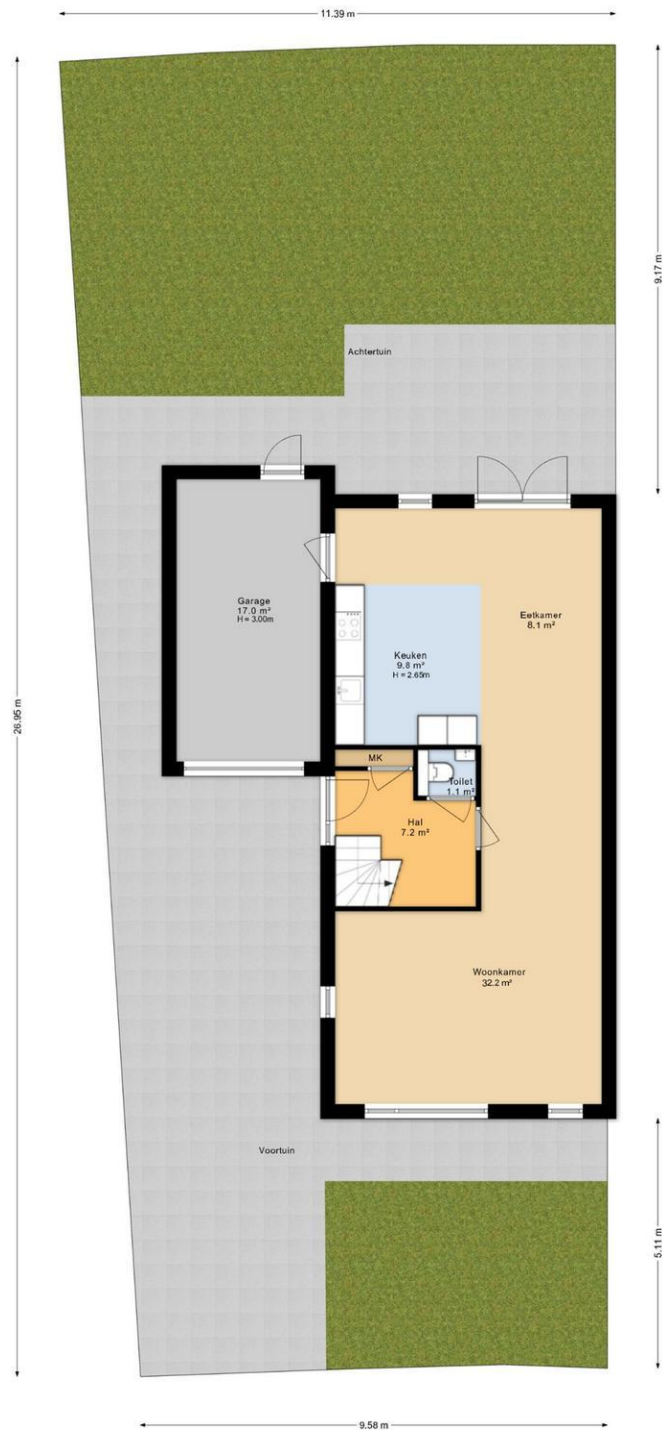 11.39 m
26.95 m
9.17 m
Achtertuin
Garage
17.0 m²
H = 3.00m
Eetkamer
8.1 m²
Keuken
9.8 m²
H = 2.65m
MK
Toilet
1.1 m²
Hal
7.2 m²
Woonkamer
32.2 m²
Voortuin
5.11 m
9.58 m